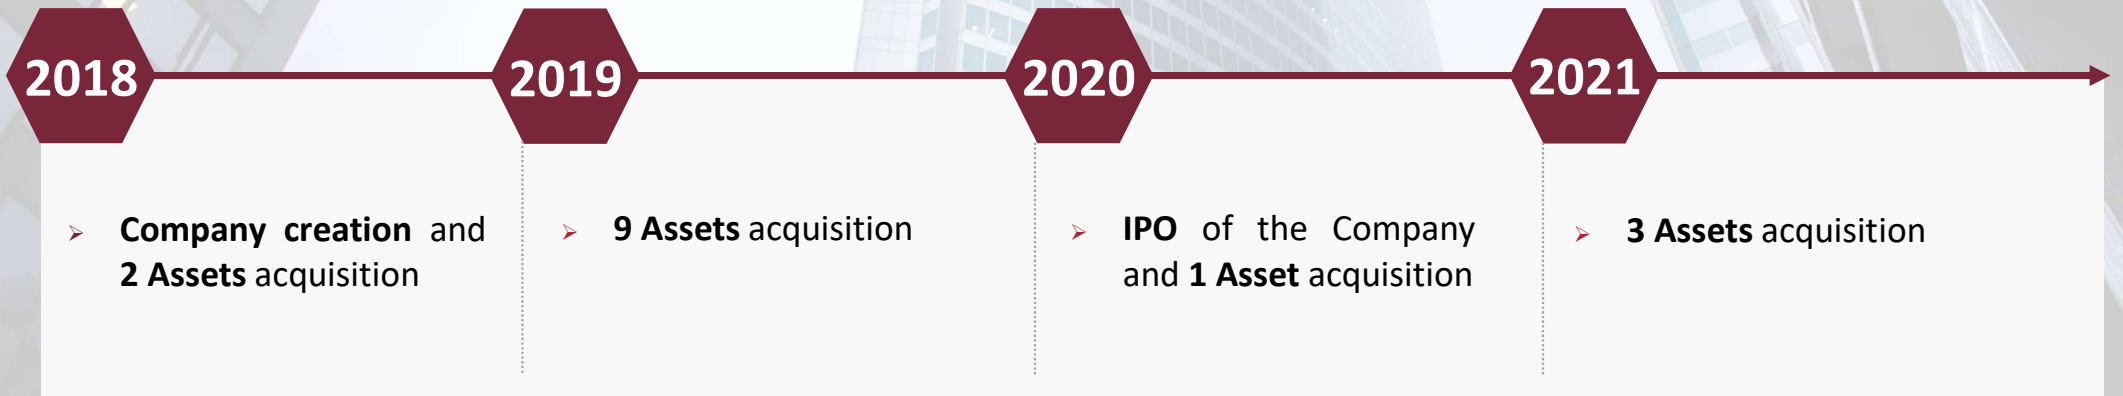 2018
2019
2020
2021
Company creation and
2 Assets acquisition
9 Assets acquisition
IPO of the Company
and 1 Asset acquisition
3 Assets acquisition